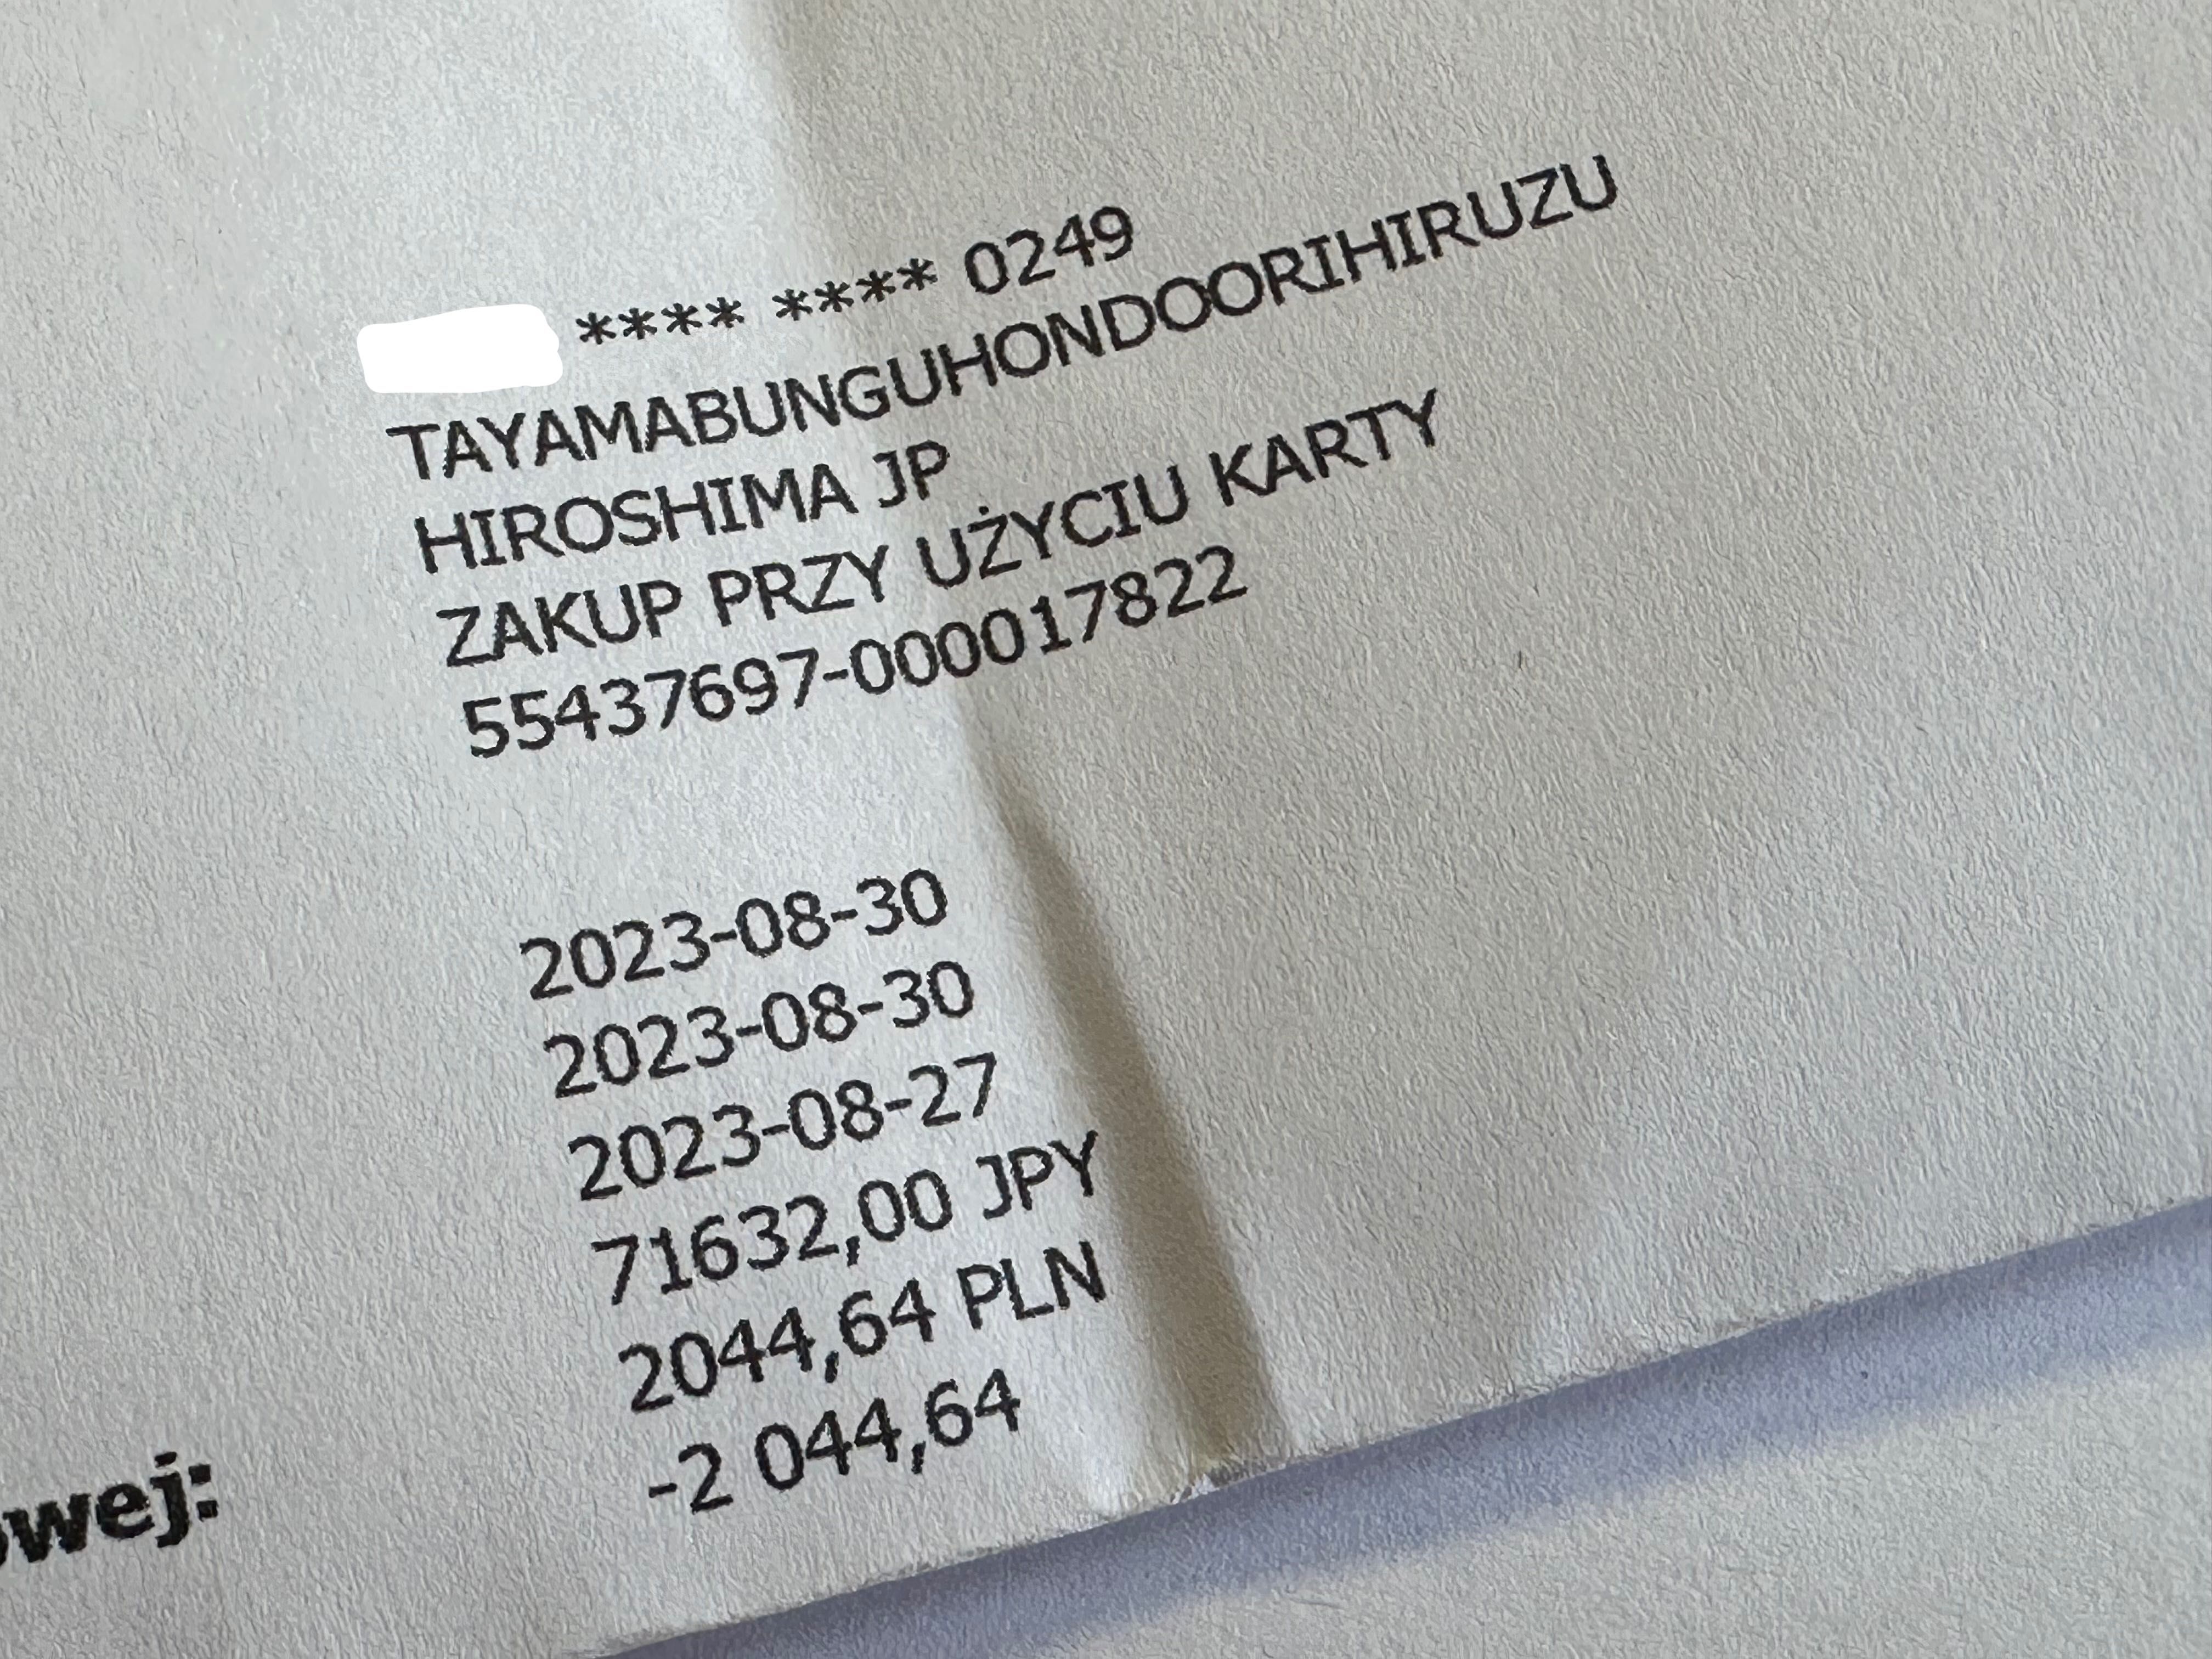 **** **** 0249
TAYAMABUNGUHONDOORIHIRUZU
HIROSHIMA JP
ZAKUP PRZY UŻYCIU KARTY
55437697-000017822
2023-08-30
2023-08-30
2023-08-27
71632,00 JPY
2044,64 PLN
-2 044,64